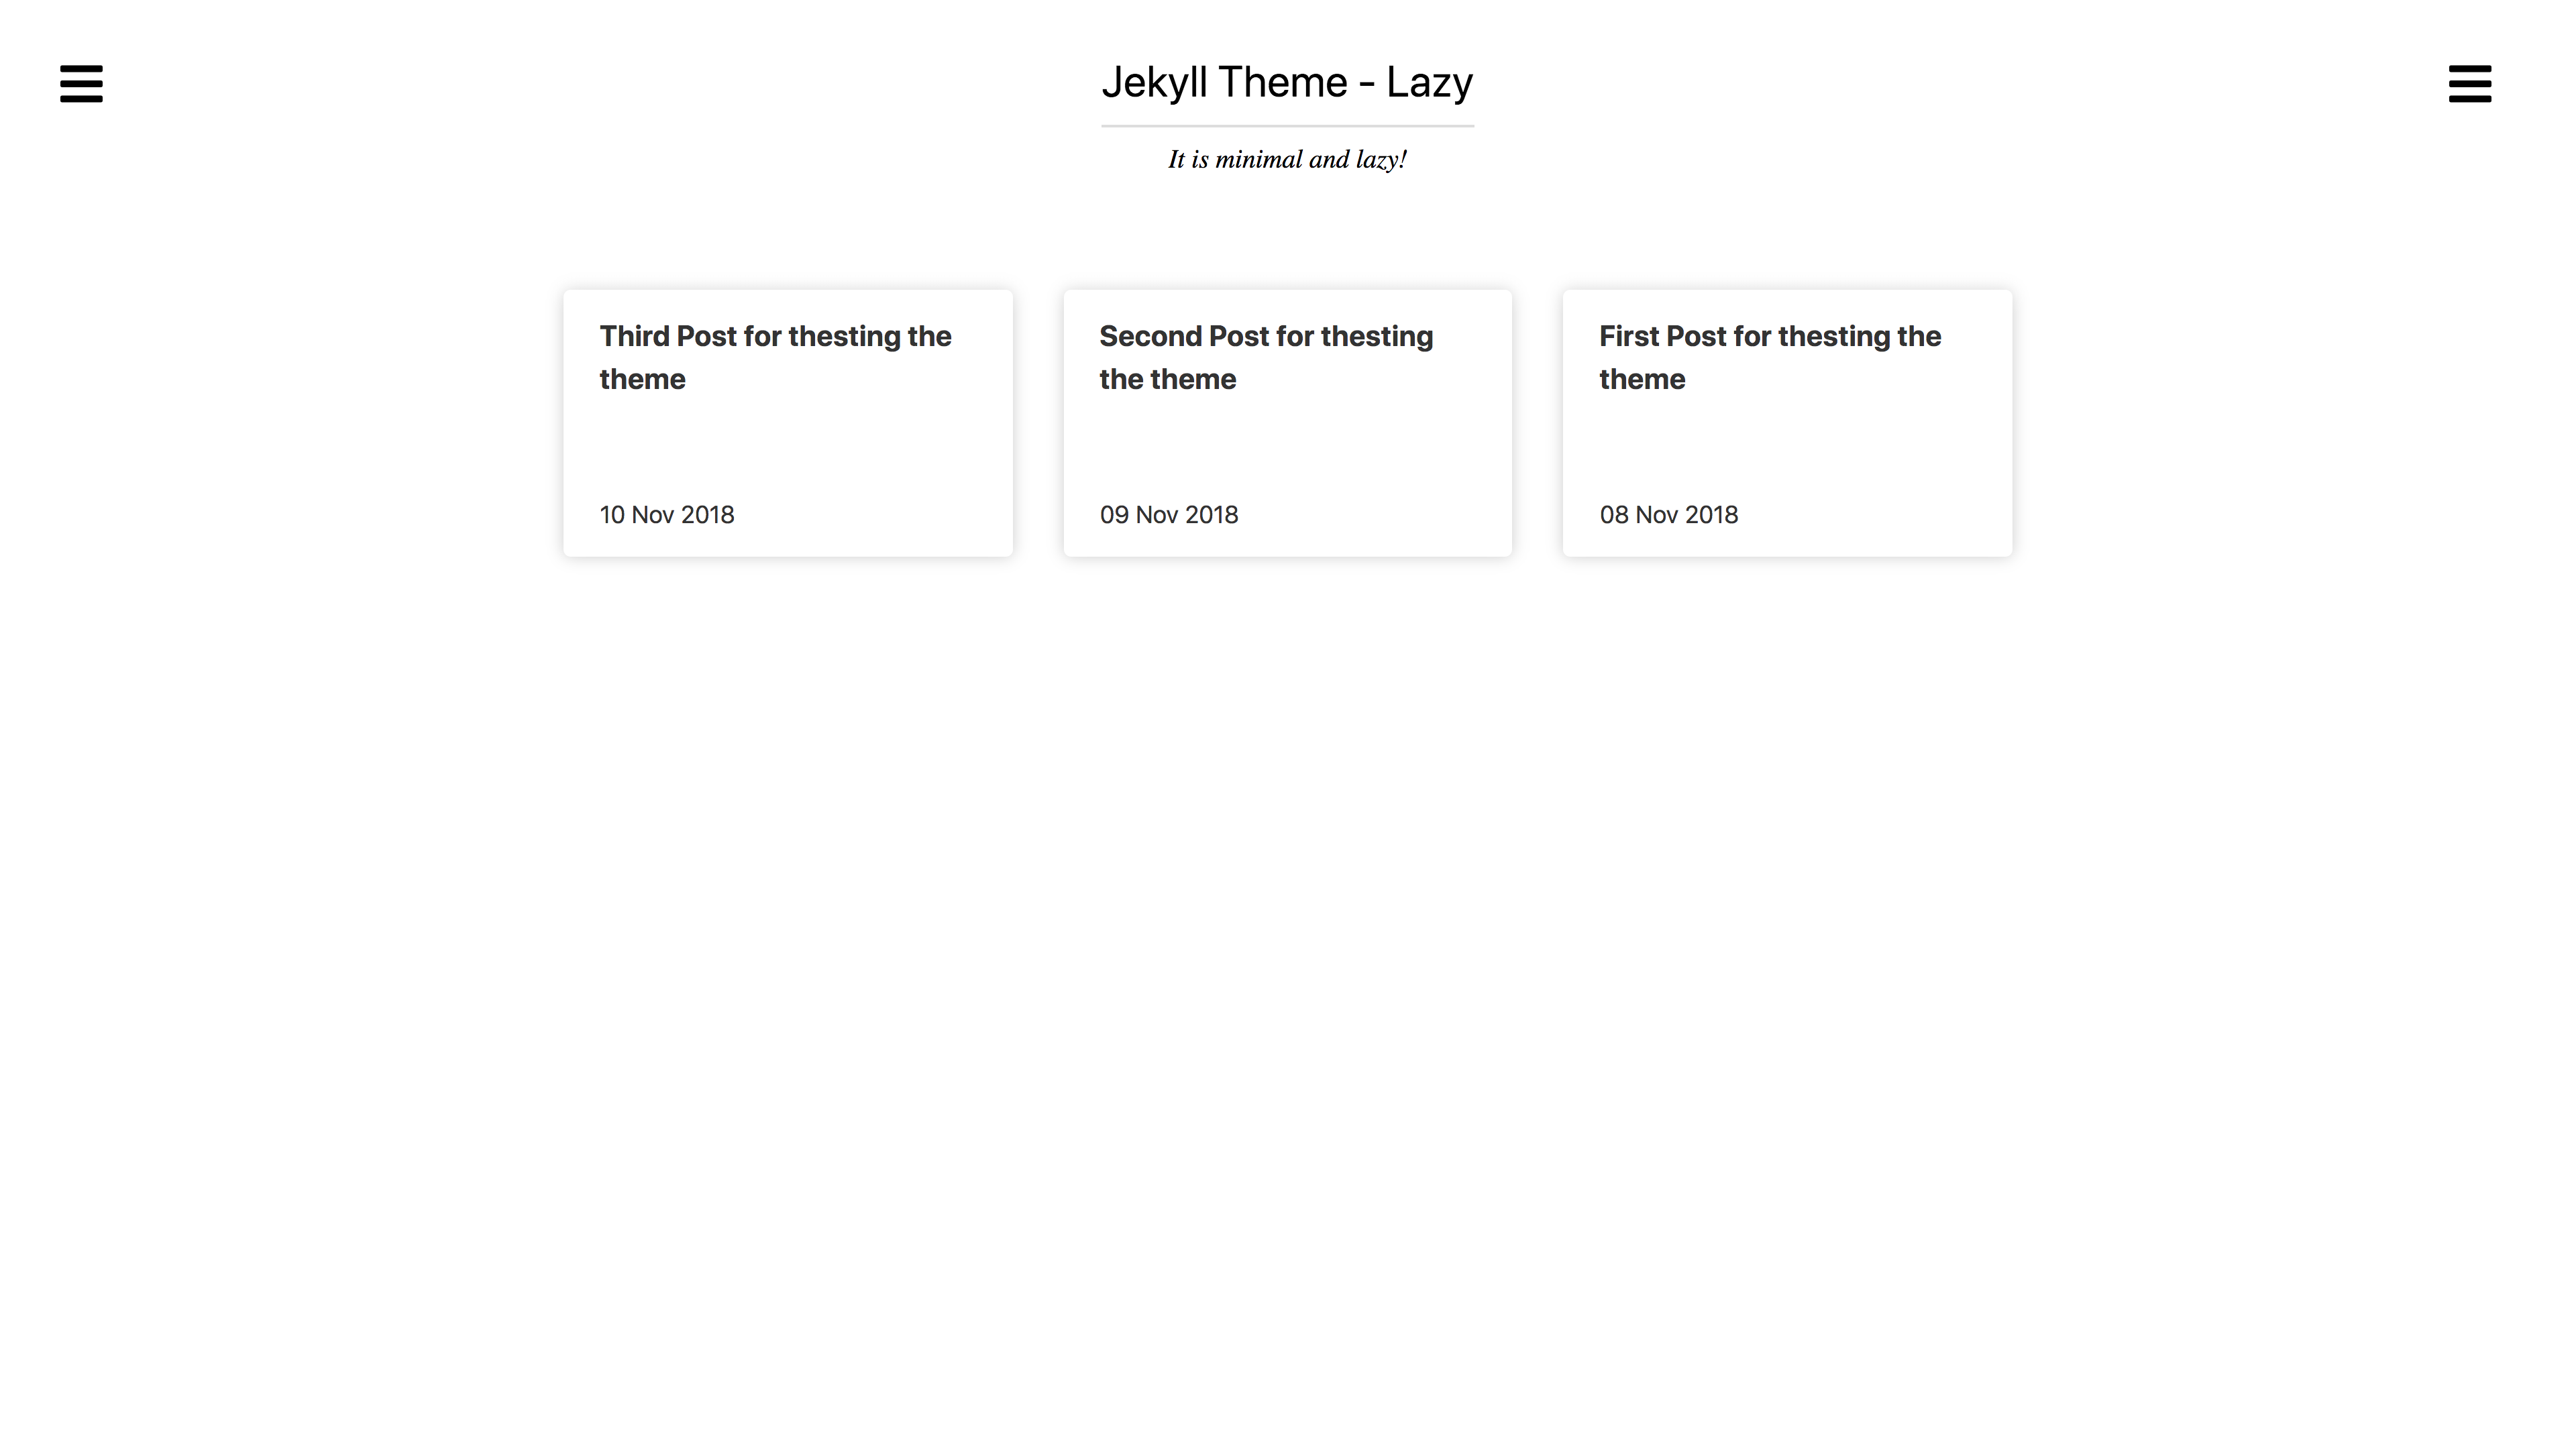 Jekyll Theme - Lazy
It is minimal and lazy!
Third Post for thesting the
theme
10 Nov 2018
Second Post for thesting
the theme
09 Nov 2018
First Post for thesting the
theme
08 Nov 2018